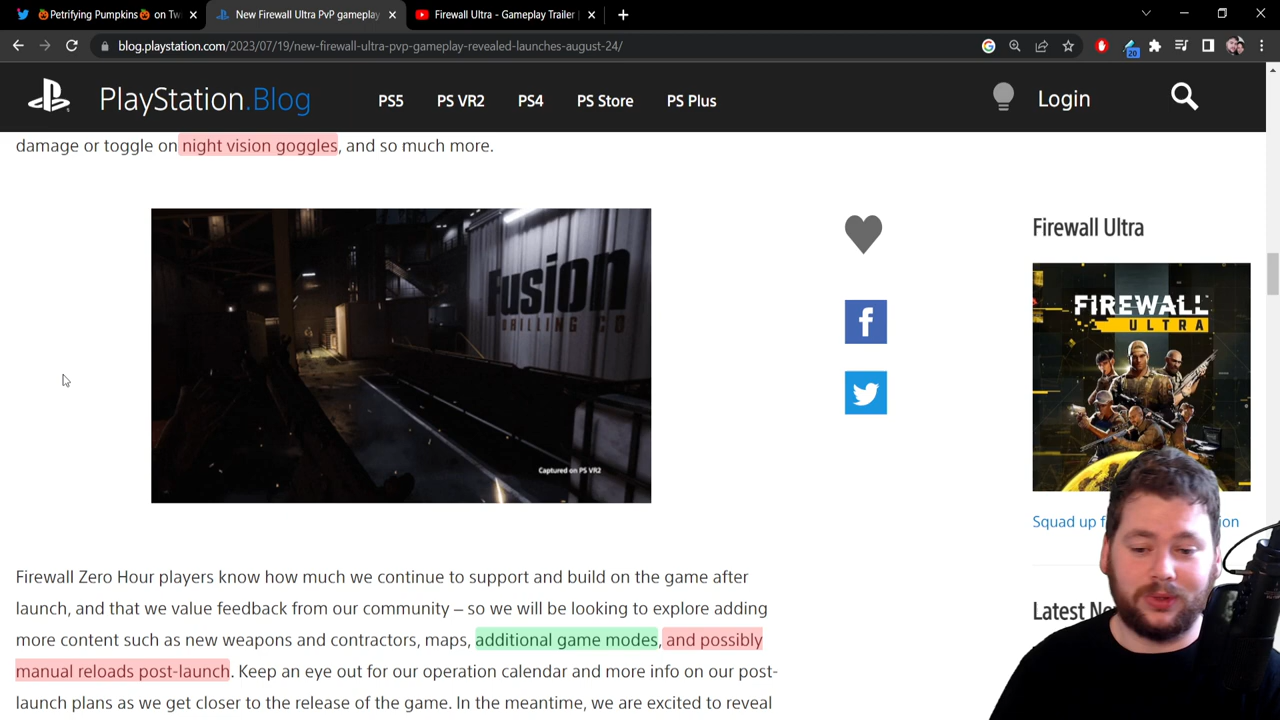 🎃Petrifying Pumpkins🎃 on Tw
New Firewall Ultra PvP gameplay
Firewall Ultra - Gameplay Trailer |
blog.playstation.com/2023/07/19/new-firewall-ultra-pvp-gameplay-revealed-launches-august-24/
20
PlayStation.Blog
PS5
PS VR2
PS4
PS Store
PS Plus
Login
damage or toggle on night vision goggles, and so much more.
Fusion
DRILLING CO
Captured on PS VR2
Firewall Ultra
FIREWALL
ULTRA
Squad up f
ion
Latest Ne
Firewall Zero Hour players know how much we continue to support and build on the game after
launch, and that we value feedback from our community – so we will be looking to explore adding
more content such as new weapons and contractors, maps, additional game modes, and possibly
manual reloads post-launch. Keep an eye out for our operation calendar and more info on our post-
launch plans as we get closer to the release of the game. In the meantime, we are excited to reveal